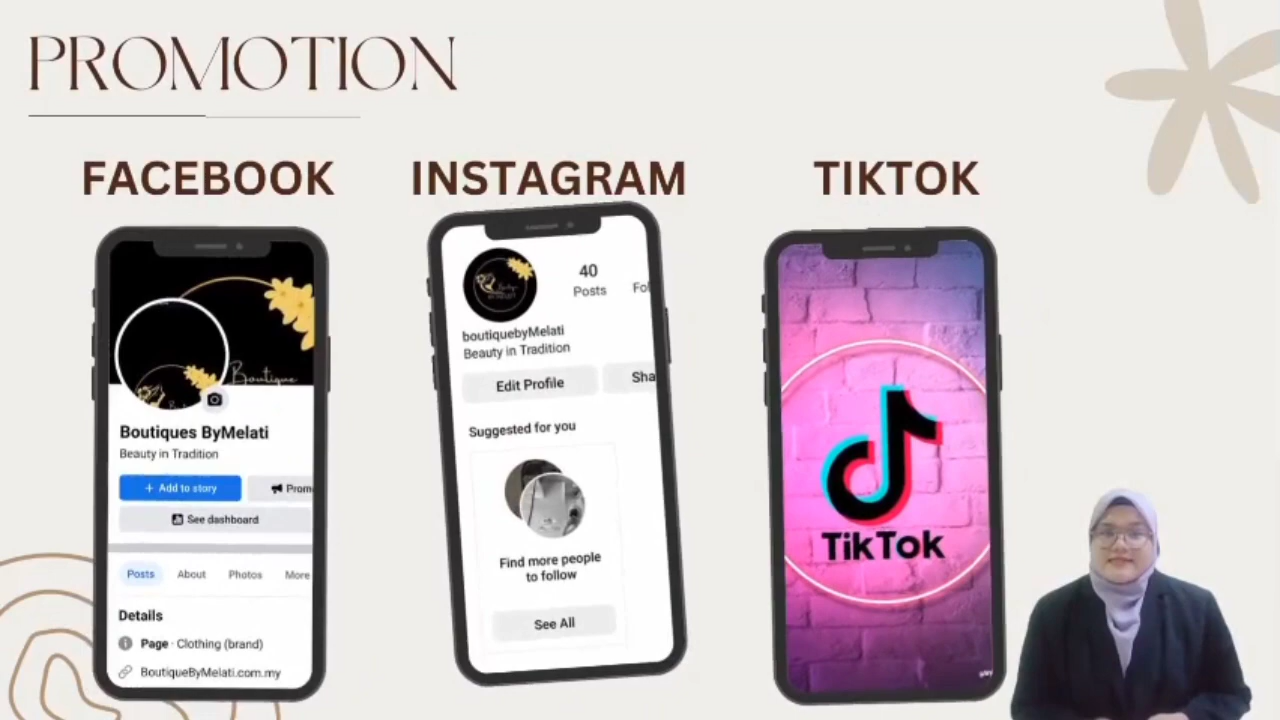 PROMOTION
FACEBOOK
INSTAGRAM
TIKTOK
Boutique
Boutiques ByMelati
Beauty in Tradition
+ Add to story
See dashboard
Posts About Photos More
Details
Page · Clothing (brand)
BoutiqueByMelati.com.my
40
Posts
boutiquebyMelati
Beauty in Tradition
Edit Profile
Suggested for you
Find more people
to follow
See All
TikTok